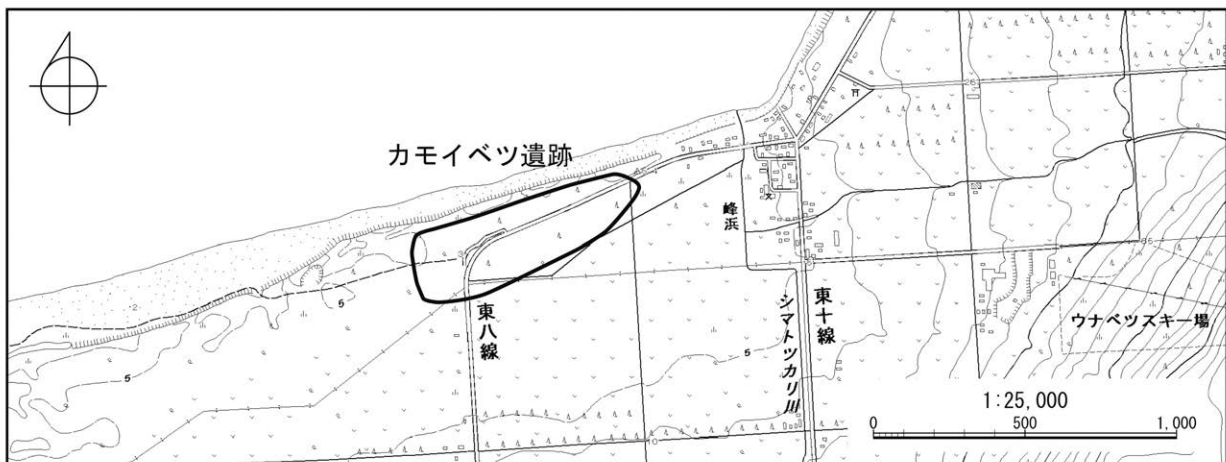 カモイベツ遺跡
峰浜
東八線
東十線
シマトツカリ川
ウナベツスキー場
5
5
1:25,000
0 500 1,000